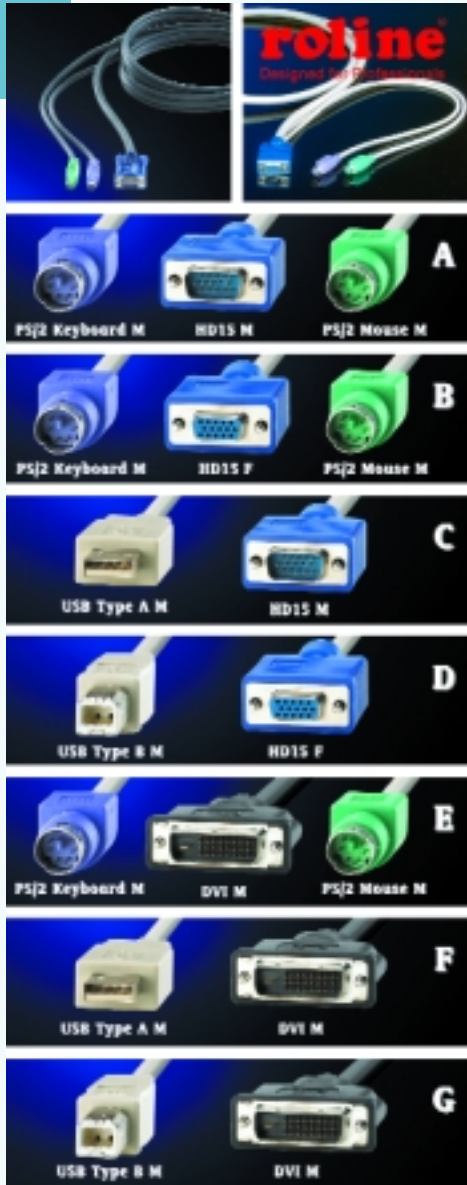 roline
Designed for Professionals
A
PS/2 Keyboard M HD15 M PS/2 Mouse M
B
PS/2 Keyboard M HD15 F PS/2 Mouse M
C
USB Type A M HD15 M
D
USB Type B M HD15 F
E
PS/2 Keyboard M DVI M PS/2 Mouse M
F
USB Type A M DVI M
G
USB Type B M DVI M